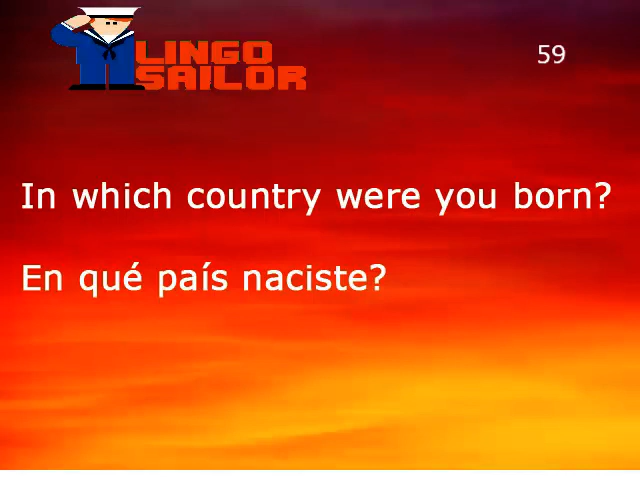 LINGO
SAILOR
59
In which country were you born?
En qué país naciste?